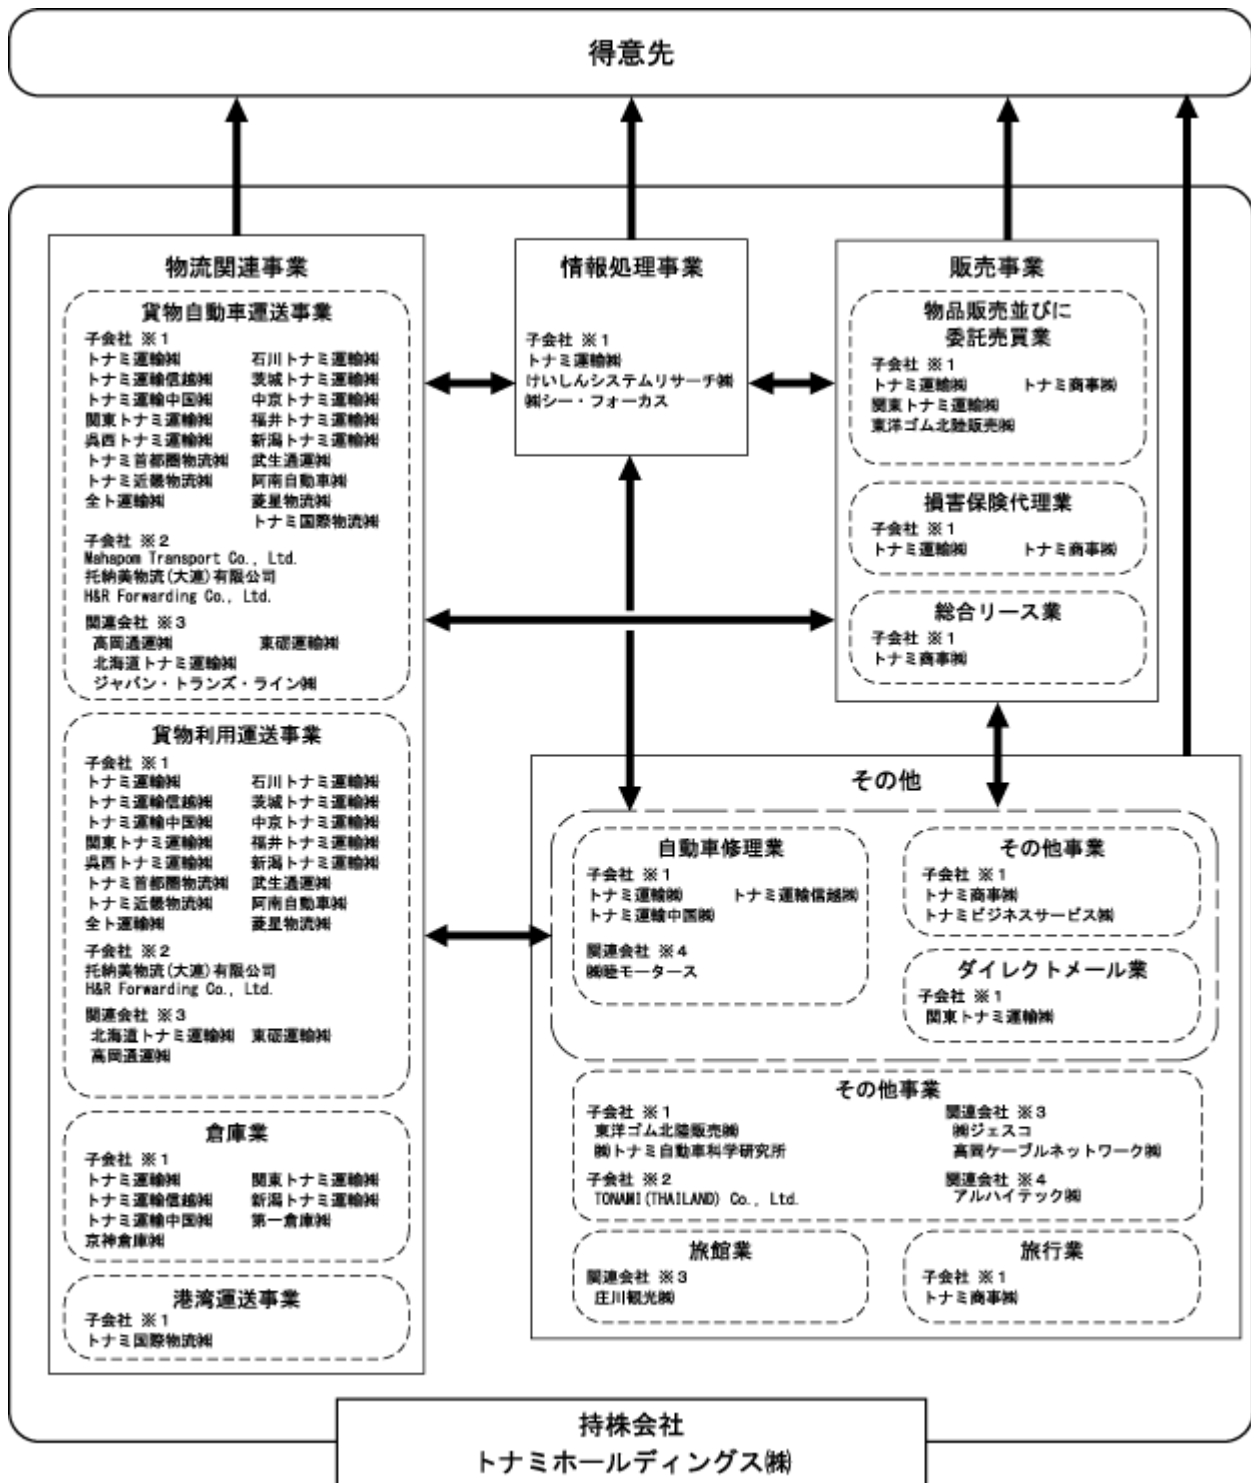 得意先
物流関連事業
貨物自動車運送事業
子会社 ※1
トナミ運輸㈱ 石川トナミ運輸㈱
トナミ運輸信越㈱ 茨城トナミ運輸㈱
トナミ運輸中国㈱ 中京トナミ運輸㈱
関東トナミ運輸㈱ 福井トナミ運輸㈱
呉西トナミ運輸㈱ 新潟トナミ運輸㈱
トナミ首都圏物流㈱ 武生通運㈱
トナミ近畿物流㈱ 阿南自動車㈱
全ト運輸㈱ 菱星物流㈱
トナミ国際物流㈱
子会社 ※2
Mahapom Transport Co., Ltd.
托納美物流(大連)有限公司
H&R Forwarding Co., Ltd.
関連会社 ※3
高岡通運㈱ 東砺運輸㈱
北海道トナミ運輸㈱
ジャパン・トランズ・ライン㈱
貨物利用運送事業
子会社 ※1
トナミ運輸㈱ 石川トナミ運輸㈱
トナミ運輸信越㈱ 茨城トナミ運輸㈱
トナミ運輸中国㈱ 中京トナミ運輸㈱
関東トナミ運輸㈱ 福井トナミ運輸㈱
呉西トナミ運輸㈱ 新潟トナミ運輸㈱
トナミ首都圏物流㈱ 武生通運㈱
トナミ近畿物流㈱ 阿南自動車㈱
全ト運輸㈱ 菱星物流㈱
子会社 ※2
托納美物流(大連)有限公司
H&R Forwarding Co., Ltd.
関連会社 ※3
北海道トナミ運輸㈱ 東砺運輸㈱
高岡通運㈱
倉庫業
子会社 ※1
トナミ運輸㈱ 関東トナミ運輸㈱
トナミ運輸信越㈱ 新潟トナミ運輸㈱
トナミ運輸中国㈱ 第一倉庫㈱
京神倉庫㈱
港湾運送事業
子会社 ※1
トナミ国際物流㈱
情報処理事業
子会社 ※1
トナミ運輸㈱
けいしんシステムリサーチ㈱
㈱シー・フォーカス
販売事業
物品販売並びに
委託売買業
子会社 ※1
トナミ運輸㈱ トナミ商事㈱
関東トナミ運輸㈱
東洋ゴム北陸販売㈱
損害保険代理業
子会社 ※1
トナミ運輸㈱ トナミ商事㈱
総合リース業
子会社 ※1
トナミ商事㈱
その他
自動車修理業
子会社 ※1
トナミ運輸㈱ トナミ運輸信越㈱
トナミ運輸中国㈱
関連会社 ※4
㈱睦モータース
その他事業
子会社 ※1
トナミ商事㈱
トナミビジネスサービス㈱
ダイレクトメール業
子会社 ※1
関東トナミ運輸㈱
その他事業
子会社 ※1
東洋ゴム北陸販売㈱
㈱トナミ自動車科学研究所
子会社 ※2
TONAMI(THAILAND) Co., Ltd.
関連会社 ※3
㈱ジェスコ
高岡ケーブルネットワーク㈱
関連会社 ※4
アルハイテック㈱
旅館業
関連会社 ※3
庄川観光㈱
旅行業
子会社 ※1
トナミ商事㈱
持株会社
トナミホールディングス㈱